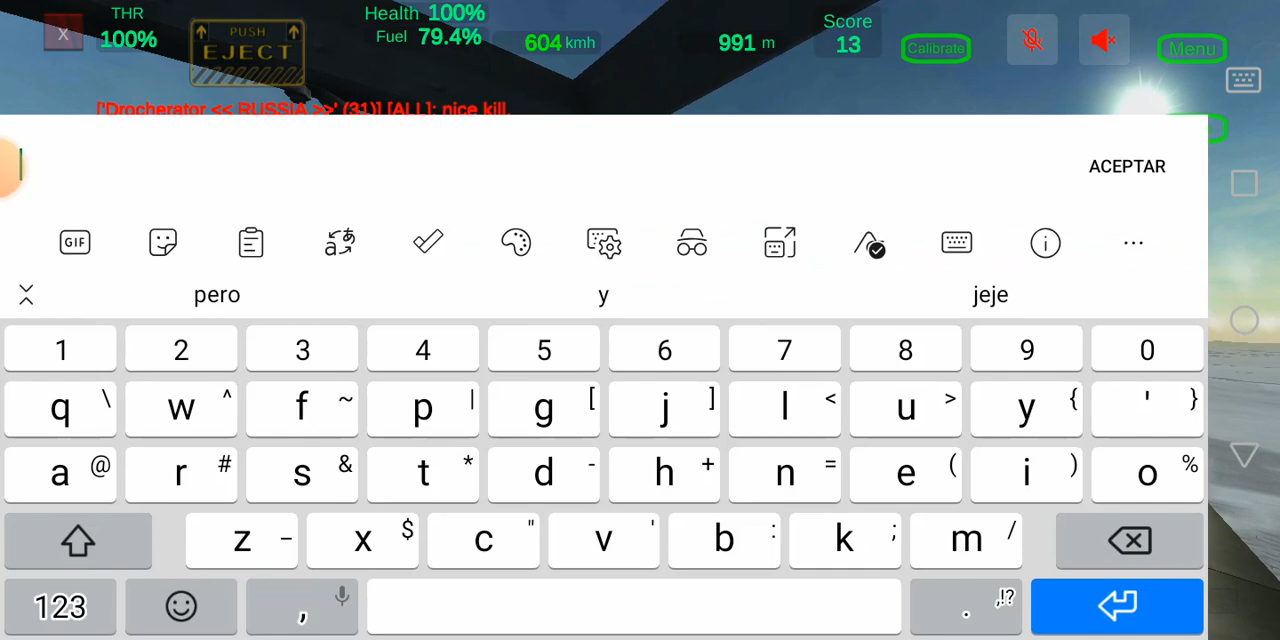 THR
100%
X
PUSH
EJECT
Health 100%
Fuel 79.4%
604 kmh
991 m
Score
13
Calibrate
Menu
['Drocherator << RUSSIA >>' (31)] [ALL]: nice kill.
ACEPTAR
GIF
pero y jeje
1 2 3 4 5 6 7 8 9 0
q \ w ^ f ~ p | g [ j ] l < u > y { ' }
a @ r # s & t * d - h + n = e ( i ) o %
z – x $ c " v ' b : k ; m /
123 , . ,!?